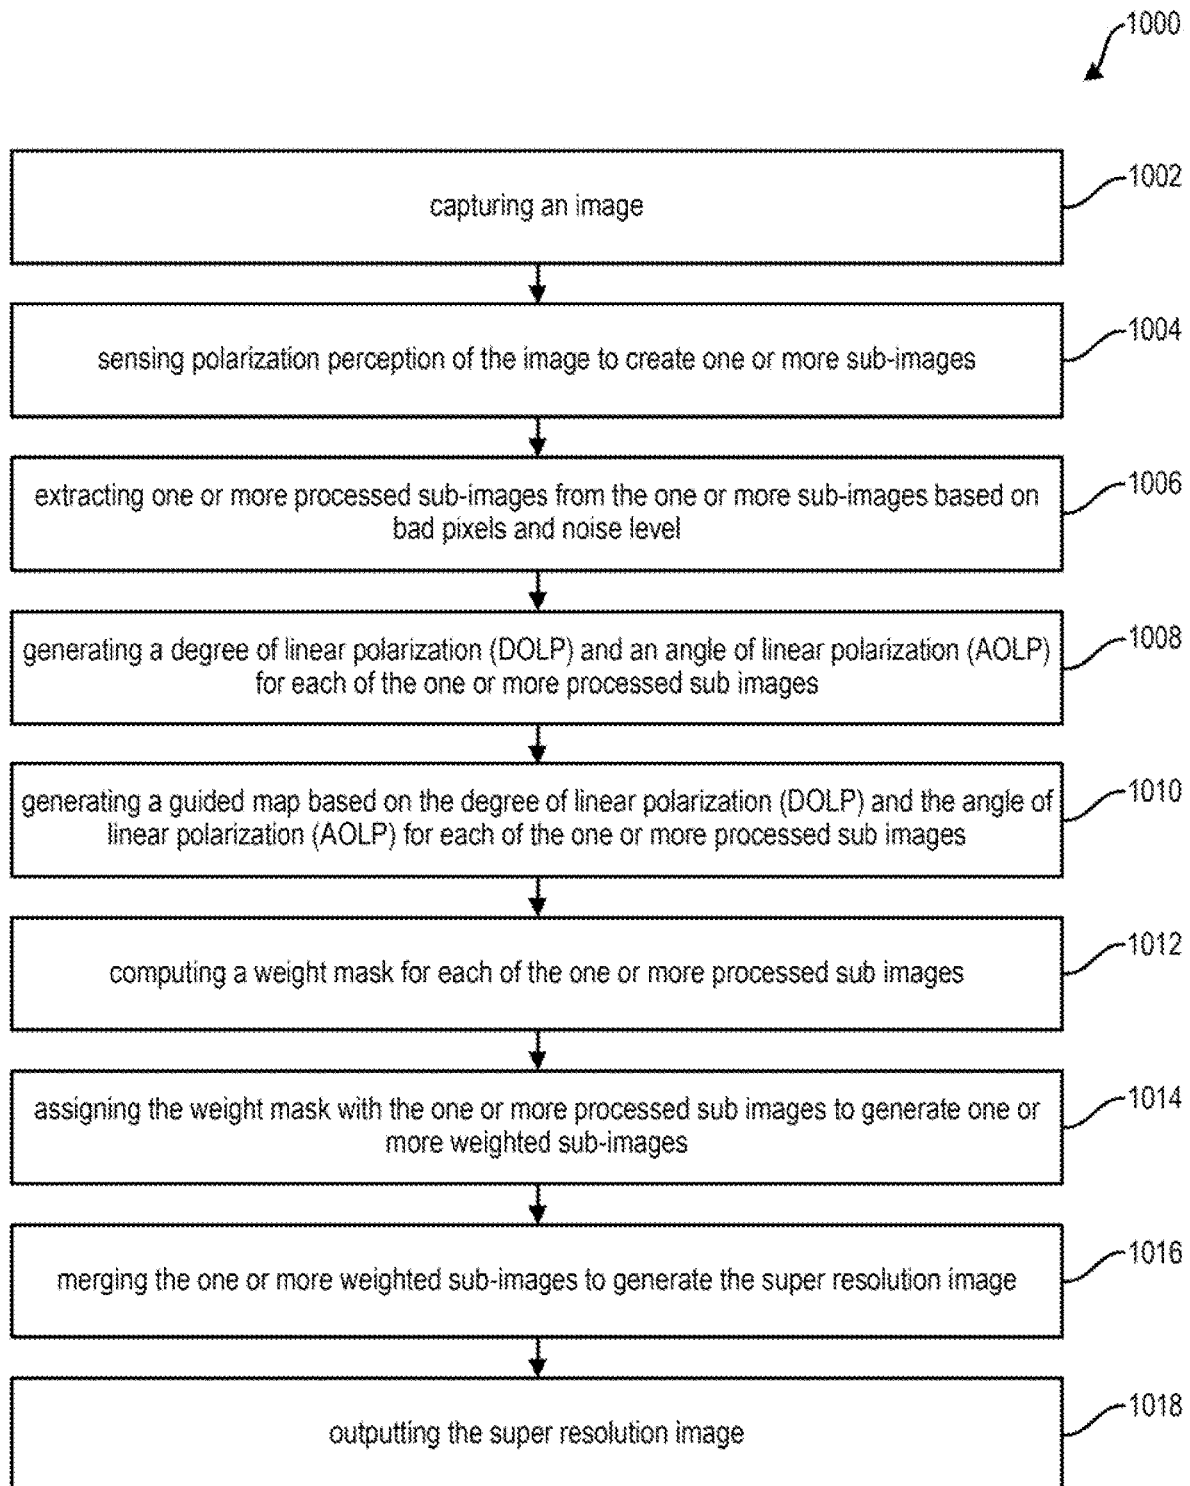 1000
capturing an image
1002
sensing polarization perception of the image to create one or more sub-images
1004
extracting one or more processed sub-images from the one or more sub-images based on
bad pixels and noise level
1006
generating a degree of linear polarization (DOLP) and an angle of linear polarization (AOLP)
for each of the one or more processed sub images
1008
generating a guided map based on the degree of linear polarization (DOLP) and the angle of
linear polarization (AOLP) for each of the one or more processed sub images
1010
computing a weight mask for each of the one or more processed sub images
1012
assigning the weight mask with the one or more processed sub images to generate one or
more weighted sub-images
1014
merging the one or more weighted sub-images to generate the super resolution image
1016
outputting the super resolution image
1018